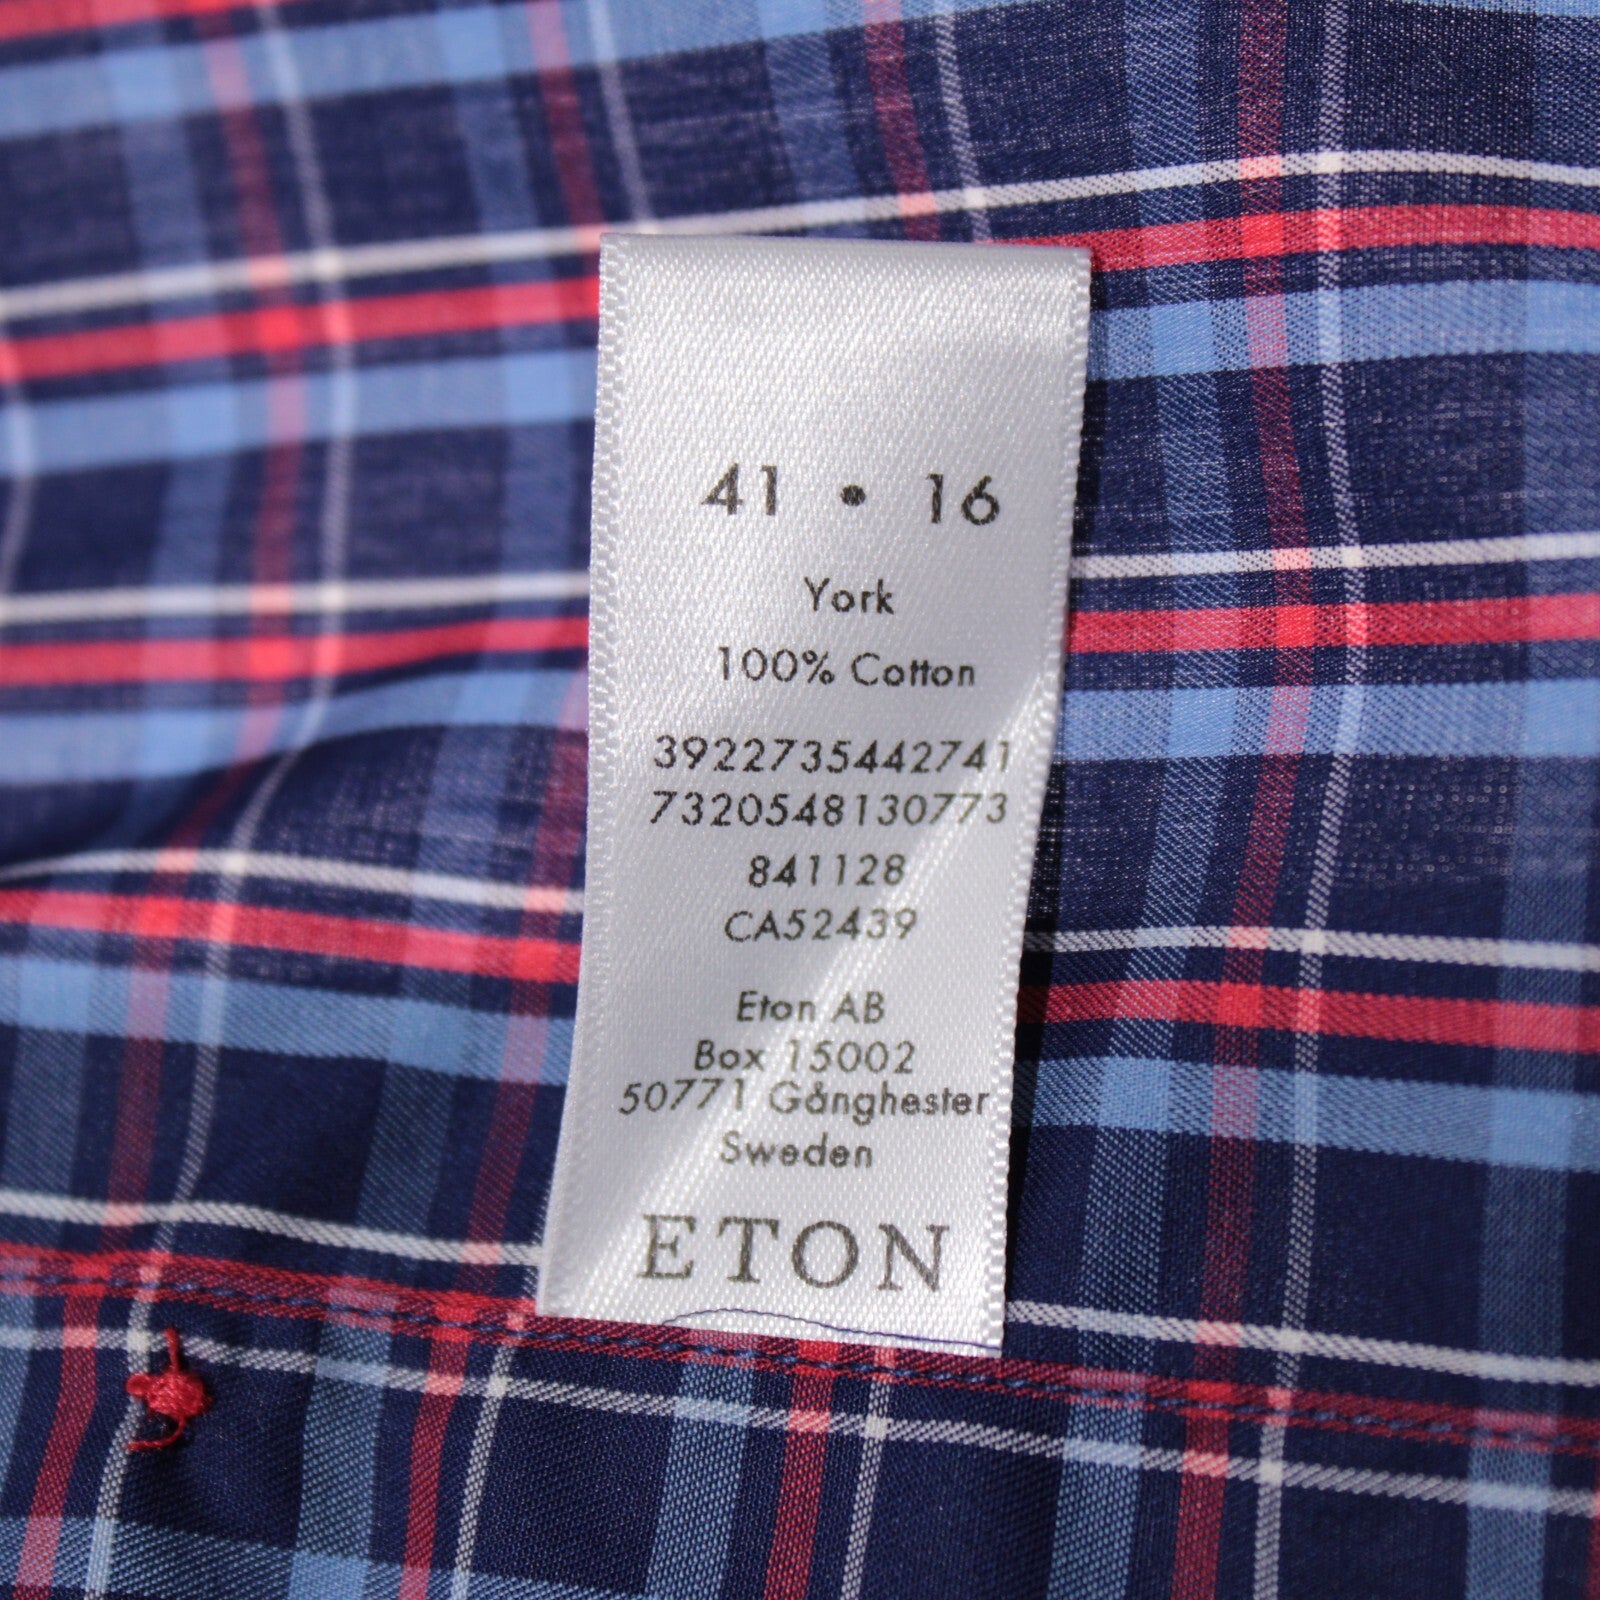 41 • 16
York
100% Cotton
3922735442741
7320548130773
841128
CA52439
Eton AB
Box 15002
50771 Gånghester
Sweden
ETON